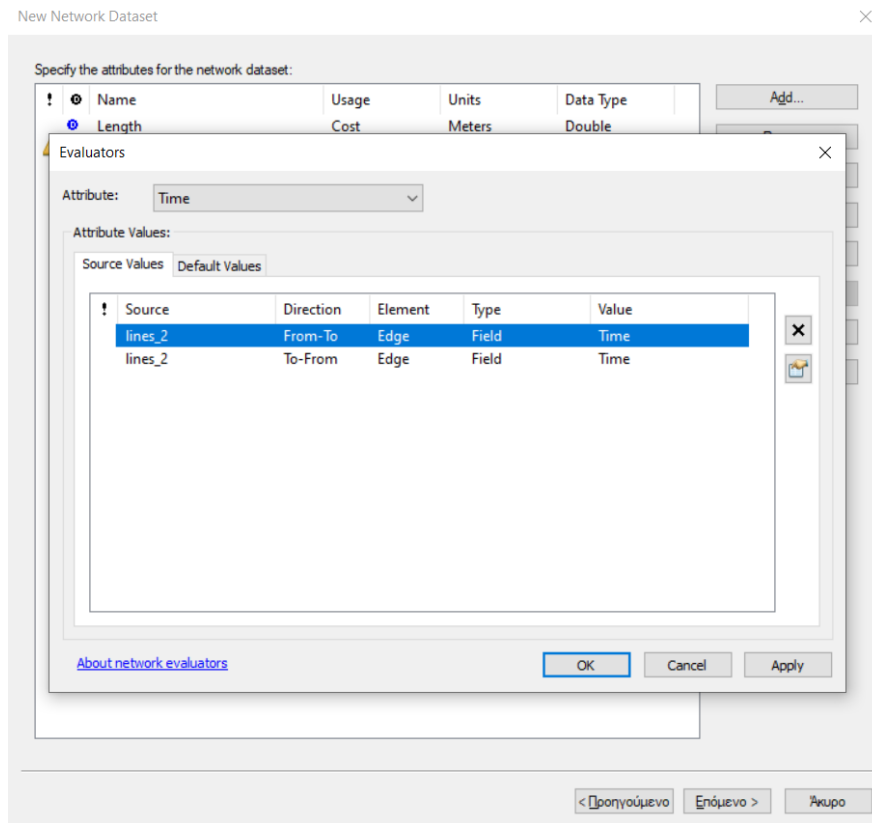 New Network Dataset
Specify the attributes for the network dataset:
! Name Usage Units Data Type
Length Cost Meters Double
Add...
Evaluators
Attribute: Time
Attribute Values:
Source Values Default Values
! Source Direction Element Type Value
lines_2 From-To Edge Field Time
lines_2 To-From Edge Field Time
About network evaluators
OK Cancel Apply
< Προηγούμενο Επόμενο > Άκυρο